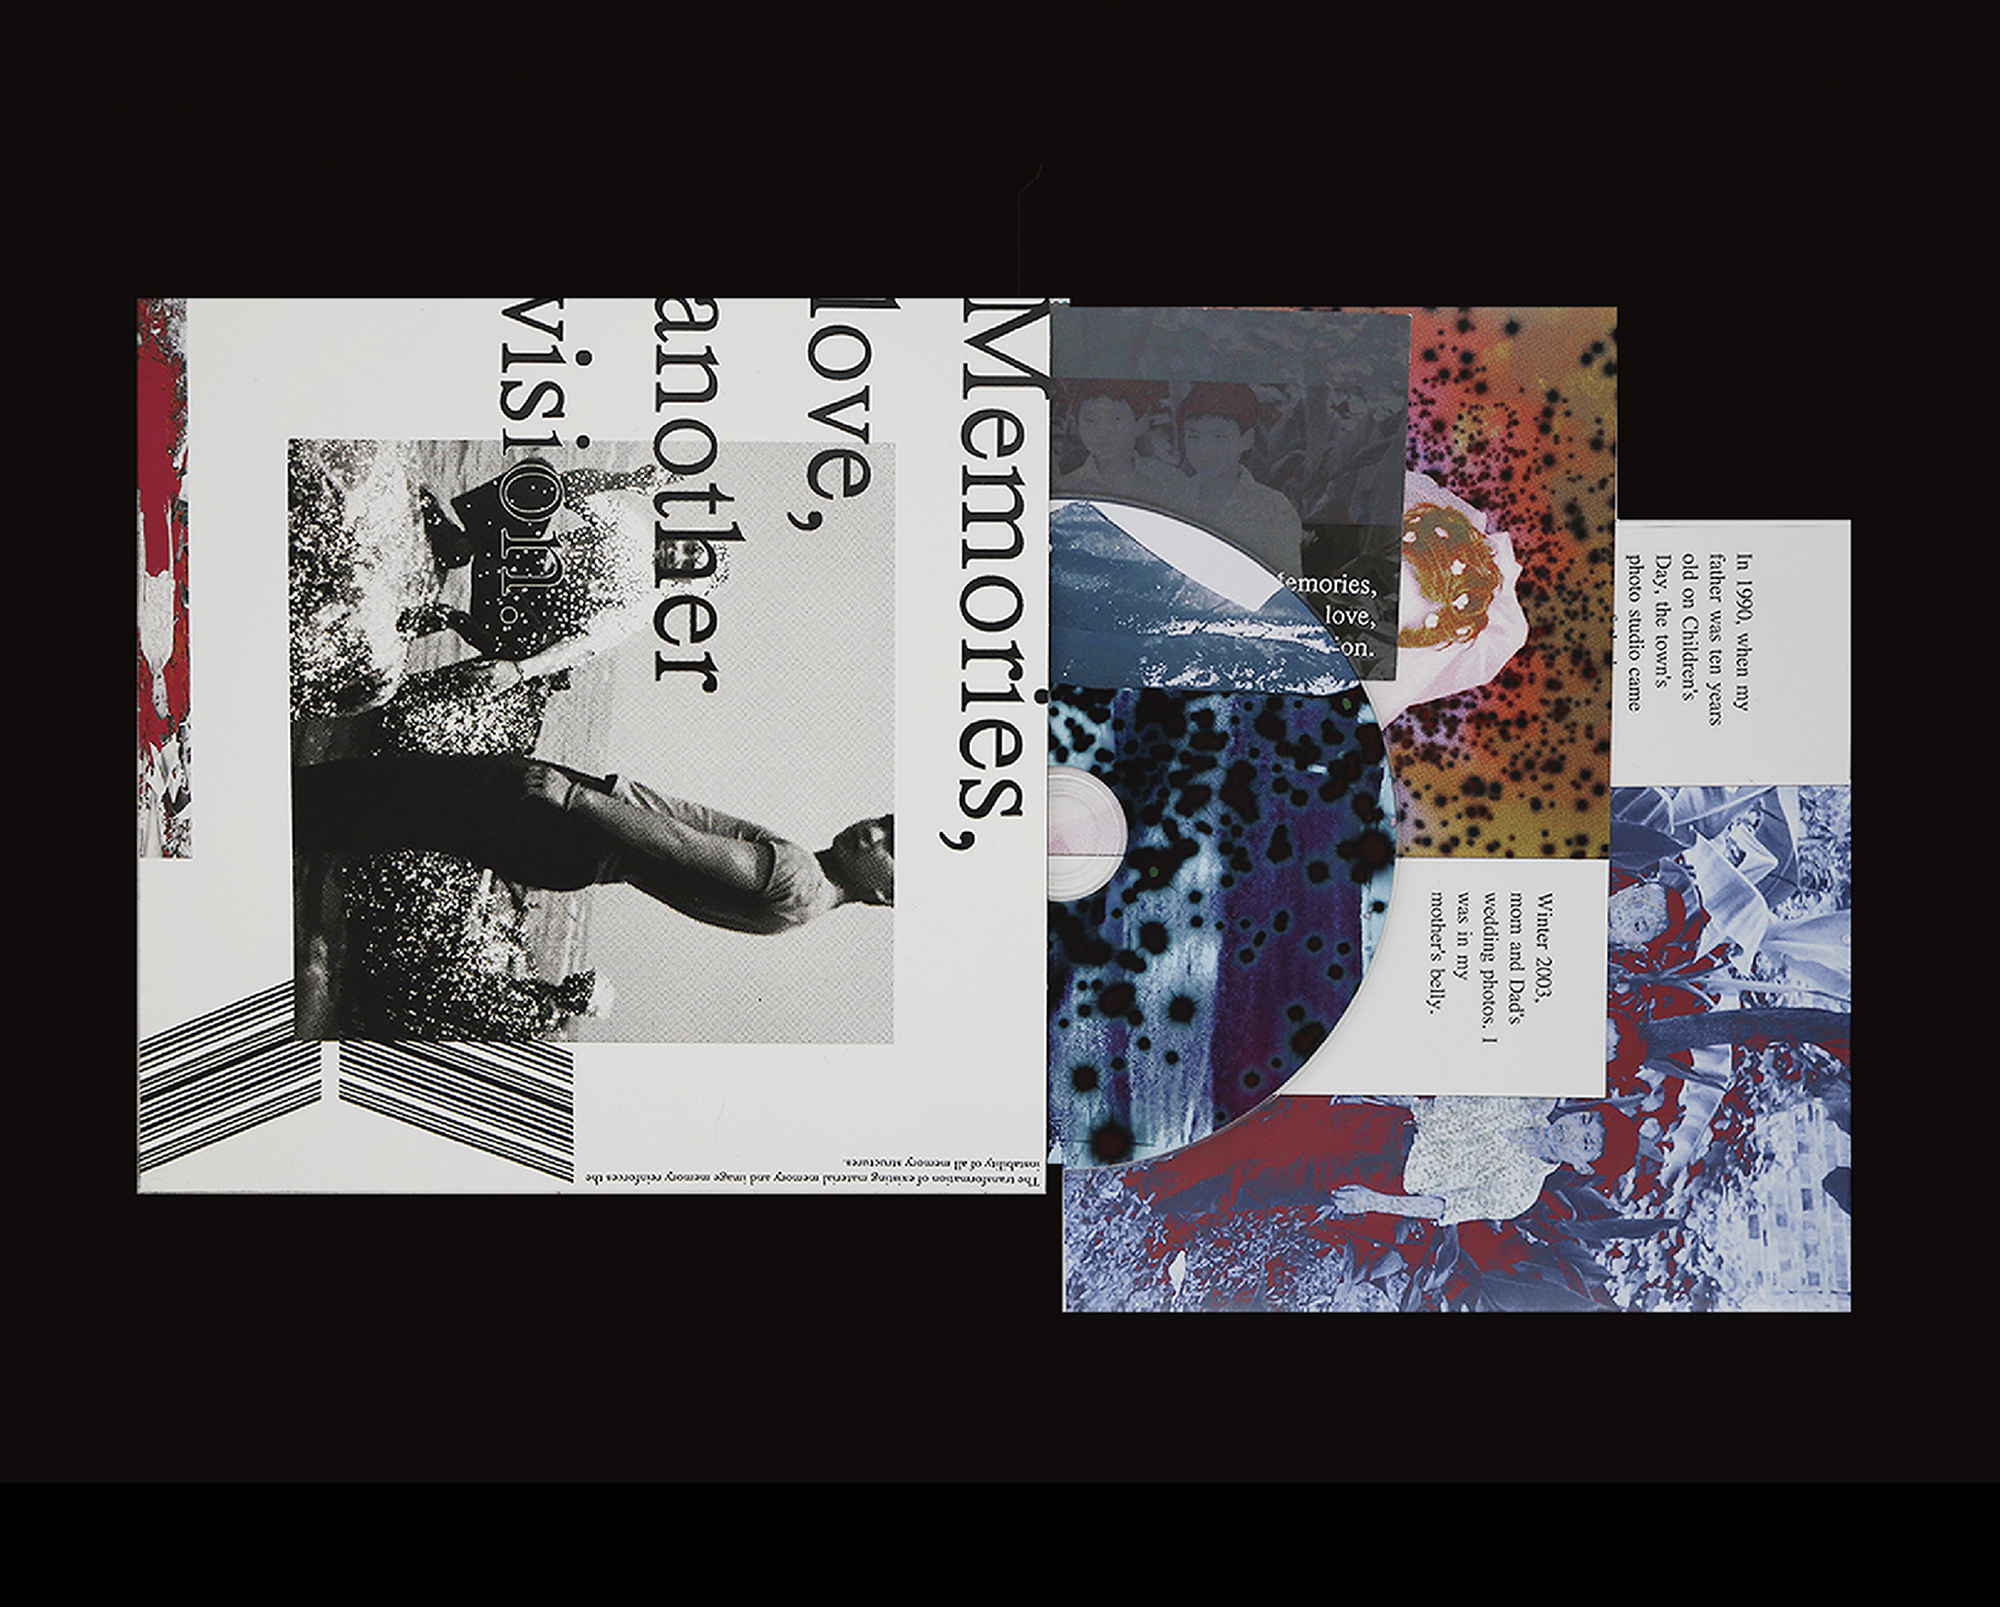 Memories,
love,
another
vision.
The transformation of existing material memory and image memory reinforces the
instability of all memory structures.
emories,
love,
on.
In 1990, when my
father was ten years
old on Children's
Day, the town's
photo studio came
Winter 2003,
mom and Dad's
wedding photos. I
was in my
mother's belly.